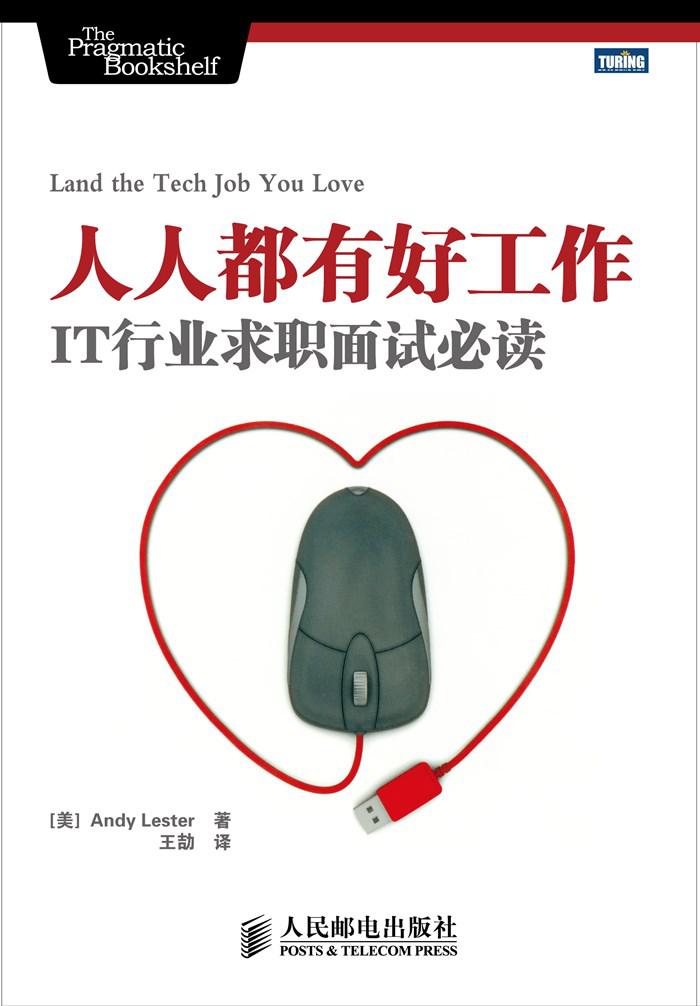 The
Pragmatic
Bookshelf
TURING
Land the Tech Job You Love
人人都有好工作
IT行业求职面试必读
[美] Andy Lester 著
王劼 译
人民邮电出版社
POSTS & TELECOM PRESS